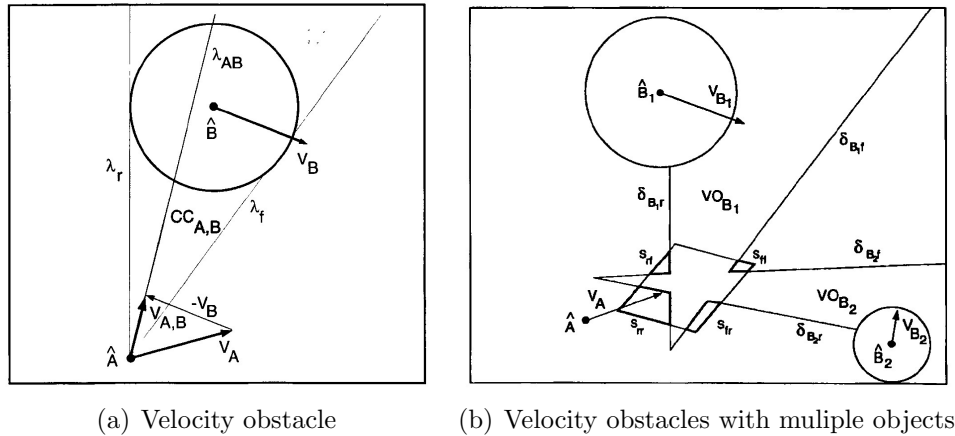 λAB
B̂
VB
λr
CCA,B
λf
-VB
VA,B
VA
Â
(a) Velocity obstacle
B̂1
VB1
δB1f
δB1r
VOB1
srf
sff
δB2f
VA
Â
srr
sfr
VOB2
δB2r
VB2
B̂2
(b) Velocity obstacles with muliple objects